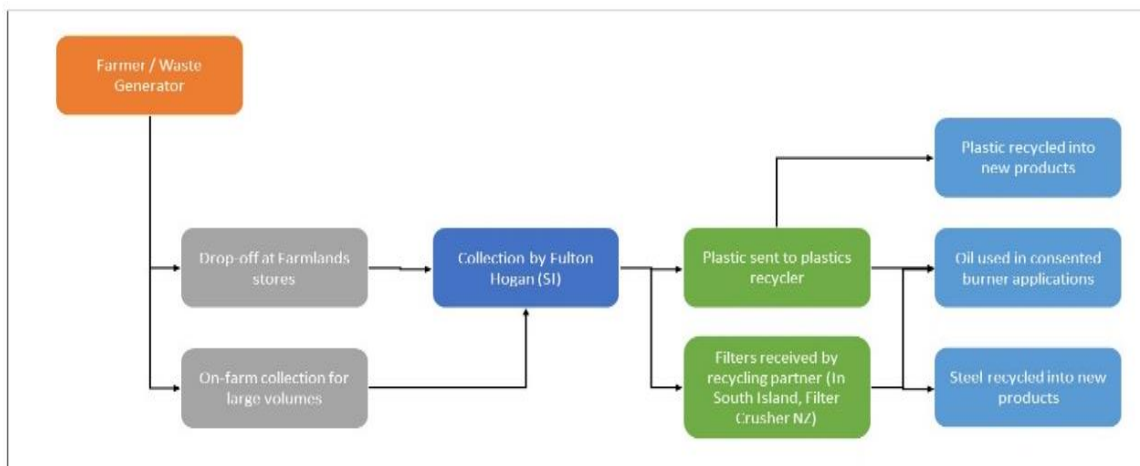 Farmer / Waste
Generator
Plastic recycled into
new products
Drop-off at Farmlands
stores
Collection by Fulton
Hogan (SI)
Plastic sent to plastics
recycler
Oil used in consented
burner applications
On-farm collection for
large volumes
Filters received by
recycling partner (In
South Island, Filter
Crusher NZ)
Steel recycled into new
products